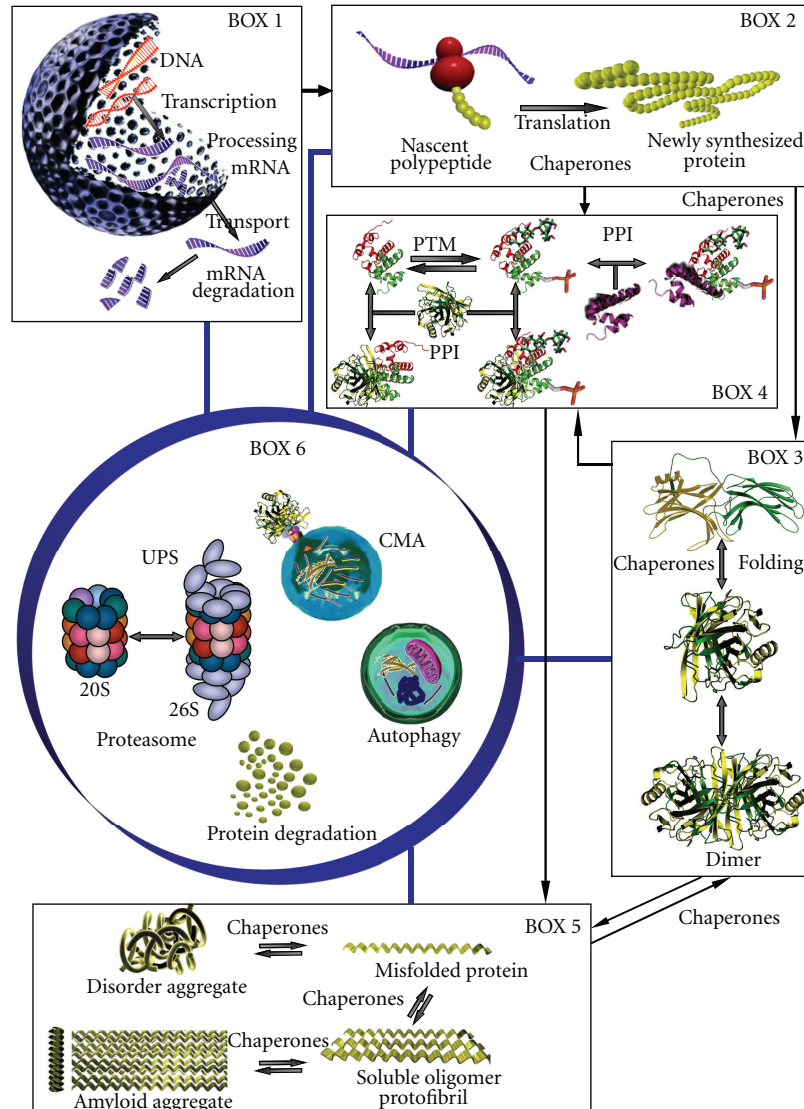 BOX 1
DNA
Transcription
Processing
mRNA
Transport
mRNA
degradation
BOX 2
Nascent
polypeptide
Translation
Newly synthesized
protein
Chaperones
Chaperones
PTM
PPI
PPI
BOX 4
BOX 3
Chaperones
Folding
Dimer
Chaperones
BOX 6
CMA
UPS
20S
26S
Proteasome
Autophagy
Protein degradation
BOX 5
Chaperones
Disorder aggregate
Misfolded protein
Chaperones
Chaperones
Amyloid aggregate
Soluble oligomer
protofibril